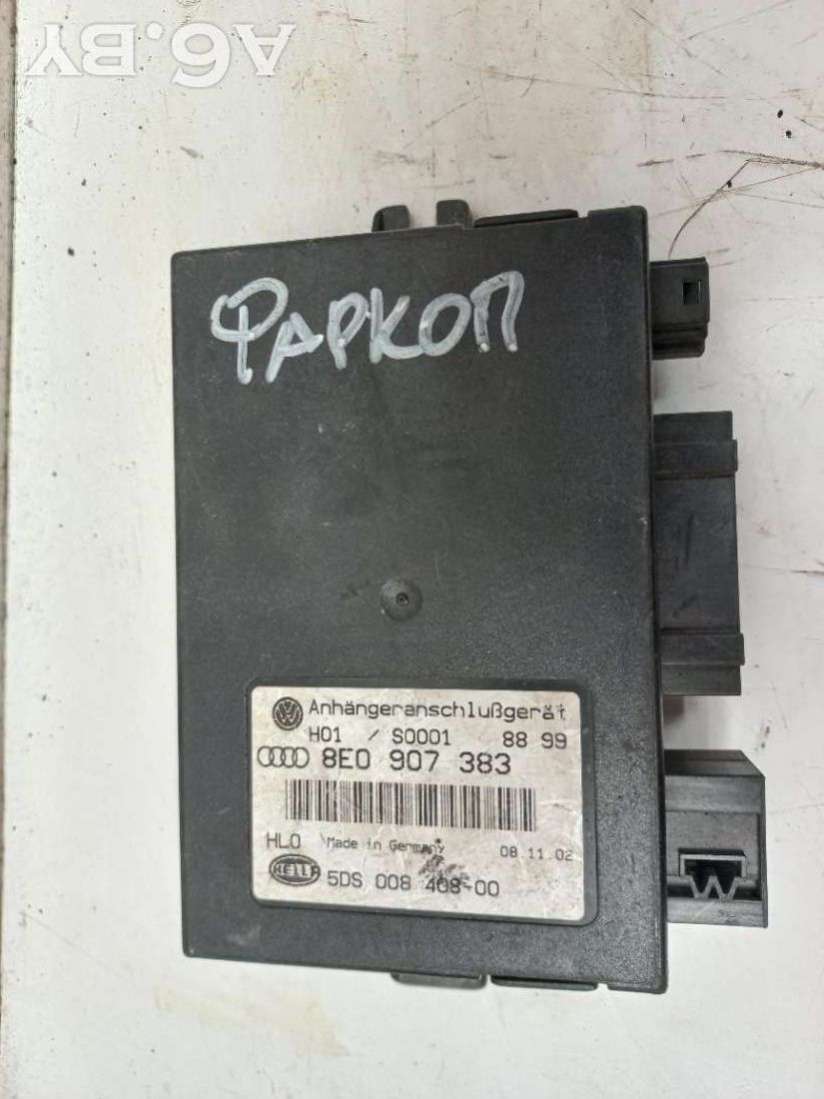 A6.BY
ФАРКОП
Anhängeranschlußgerät
H01 / S0001 88 99
8E0 907 383
HLO Made in Germany 08.11.02
HELLA 5DS 008 408-00